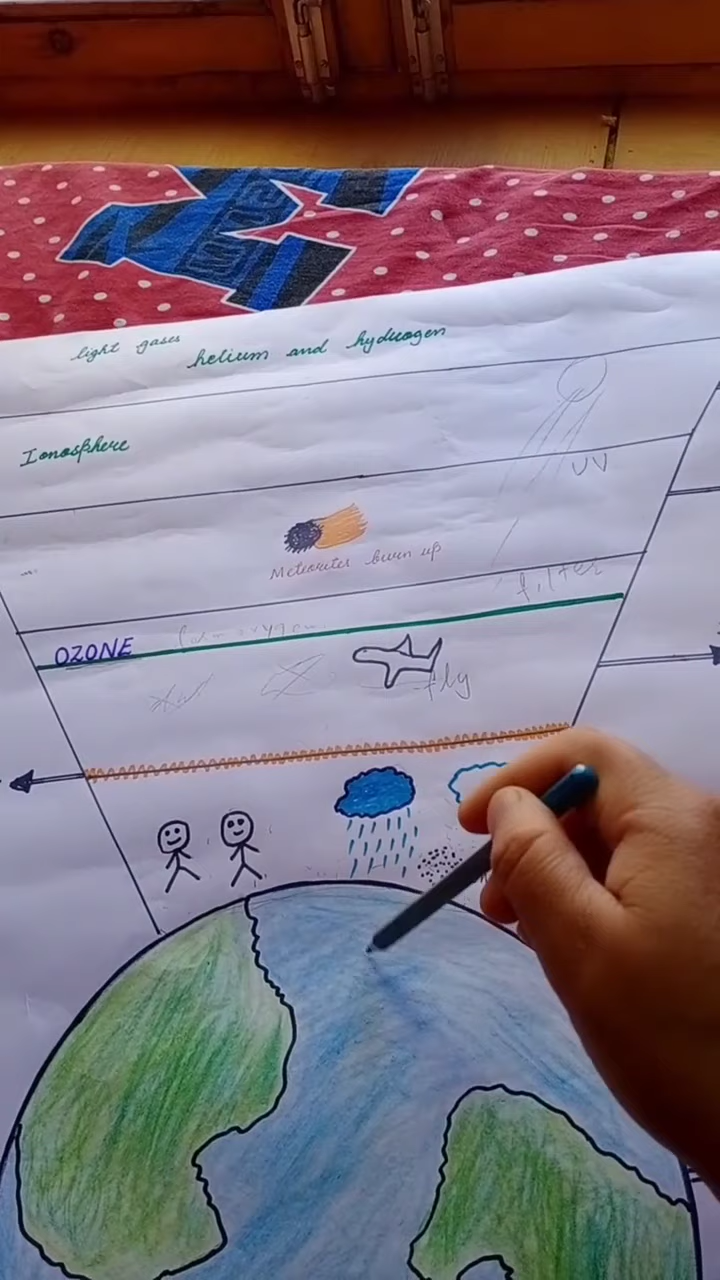 light gases helium and hydrogen
Ionosphere
UV
Meteorites burn up
filter
OZONE
fly